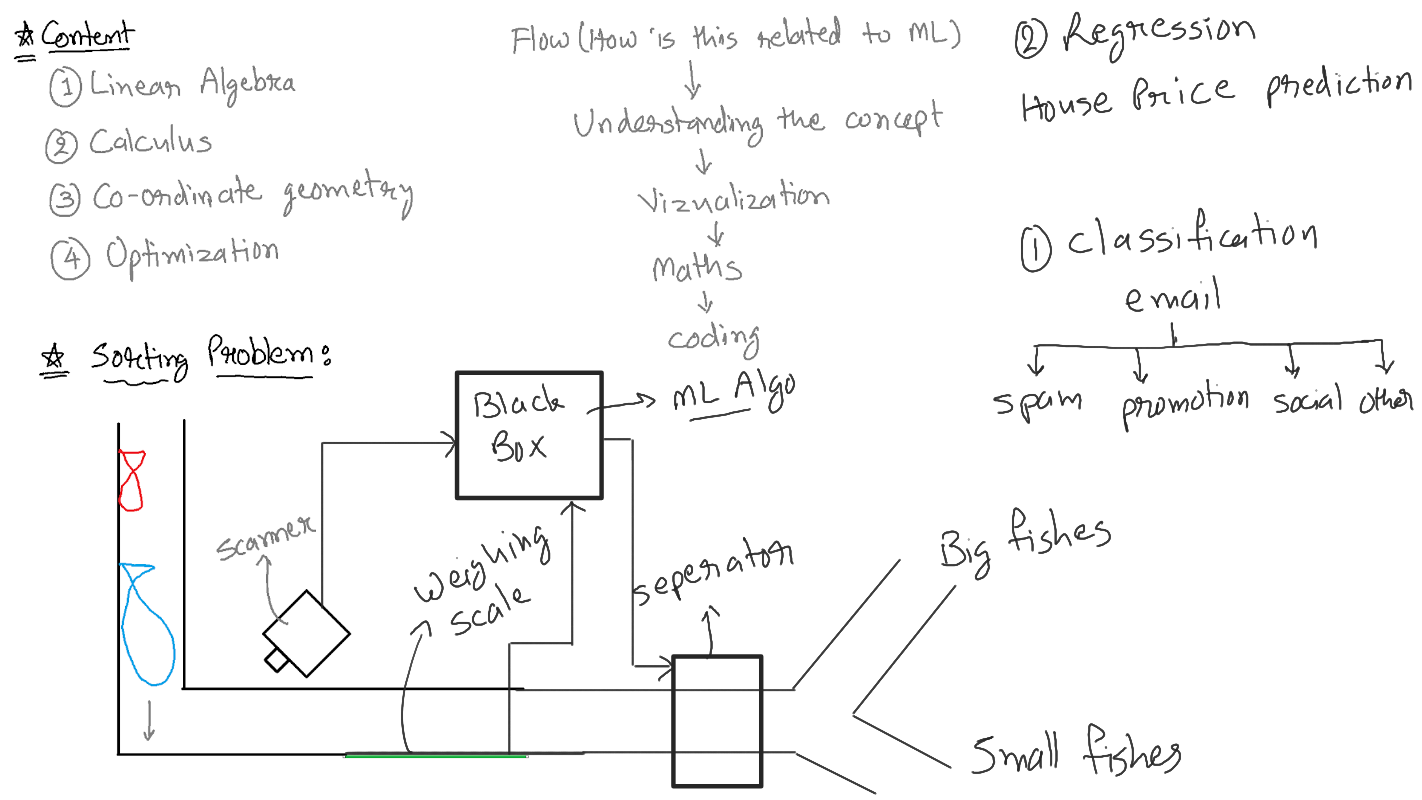 Content
① Linear Algebra
② Calculus
③ Co-ordinate geometry
④ Optimization
Flow (How is this related to ML)
Understanding the concept
Vizualization
Maths
coding
② Regression
House Price prediction
① Classification
email
spam promotion social other
Sorting Problem:
Black
Box
ML Algo
scanner
Weighing
scale
seperator
Big fishes
Small fishes